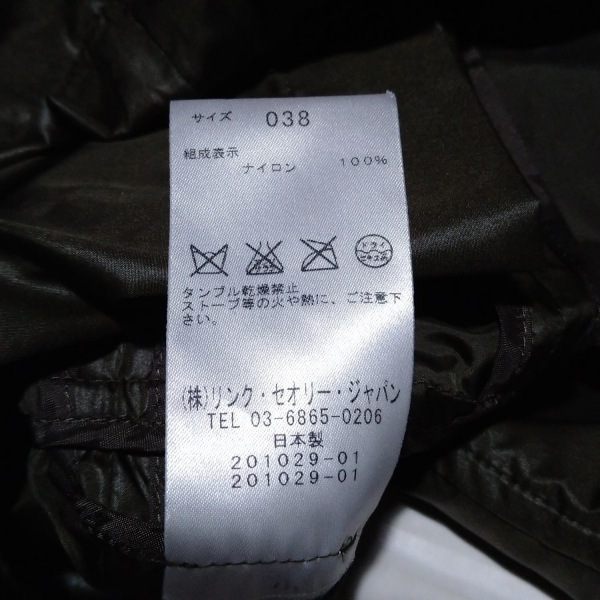 サイズ 038
組成表示
ナイロン 100%
ドライ
タンブル乾燥禁止
ストーブ等の火や熱に、ご注意下
さい。
(株)リンク・セオリー・ジャパン
TEL 03-6865-0206
日本製
201029-01
201029-01